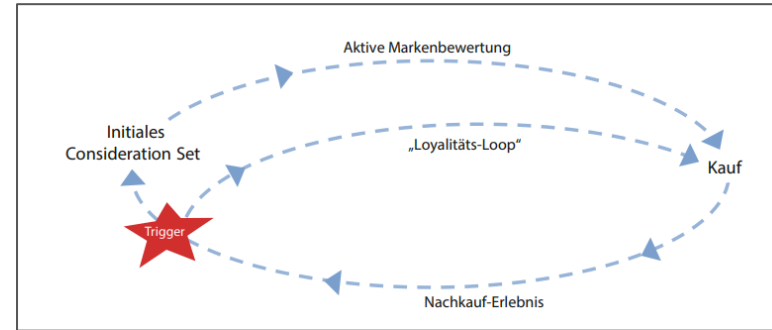 Aktive Markenbewertung
Initiales
Consideration Set
„Loyalitäts-Loop“
Kauf
Trigger
Nachkauf-Erlebnis